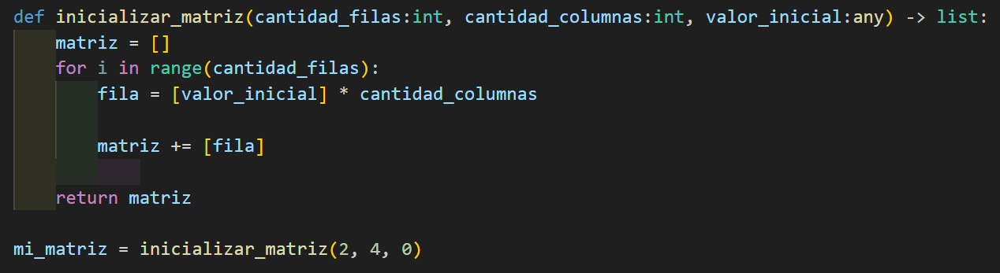 def inicializar_matriz(cantidad_filas:int, cantidad_columnas:int, valor_inicial:any) -> list:
    matriz = []
    for i in range(cantidad_filas):
        fila = [valor_inicial] * cantidad_columnas
        matriz += [fila]
    return matriz
mi_matriz = inicializar_matriz(2, 4, 0)